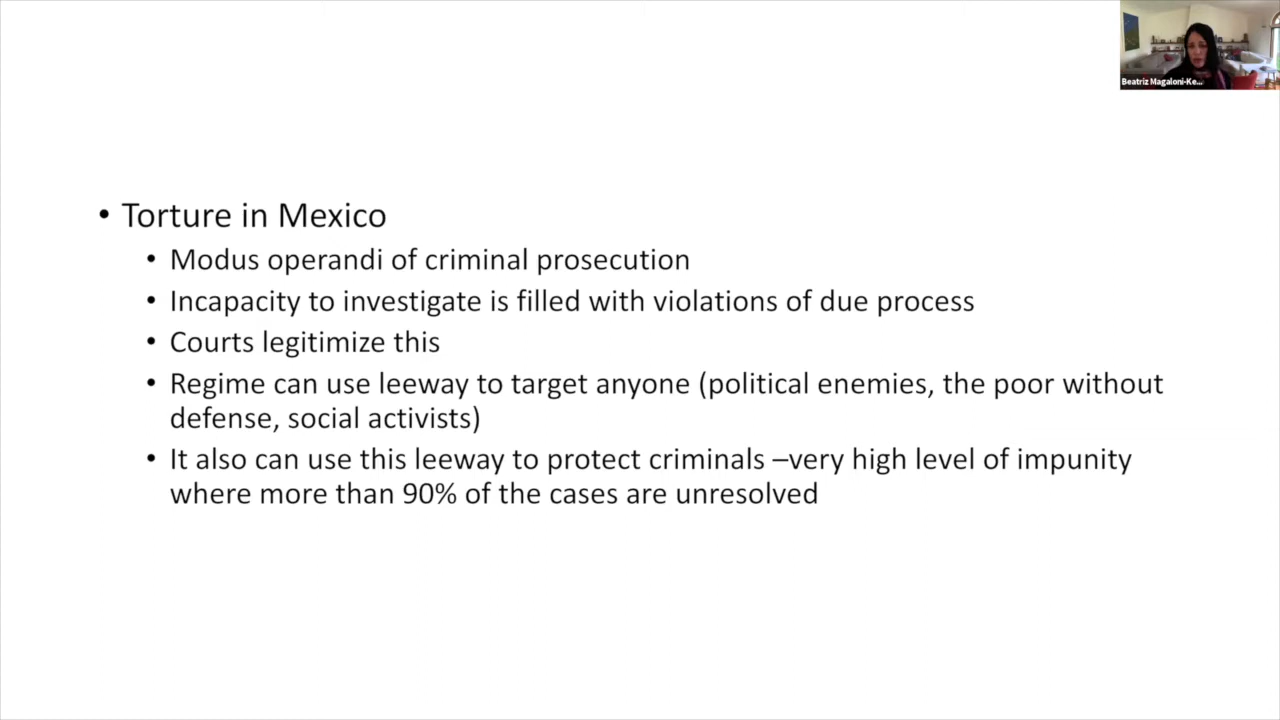 Beatriz Magaloni-Ke...
• Torture in Mexico
• Modus operandi of criminal prosecution
• Incapacity to investigate is filled with violations of due process
• Courts legitimize this
• Regime can use leeway to target anyone (political enemies, the poor without
defense, social activists)
• It also can use this leeway to protect criminals –very high level of impunity
where more than 90% of the cases are unresolved